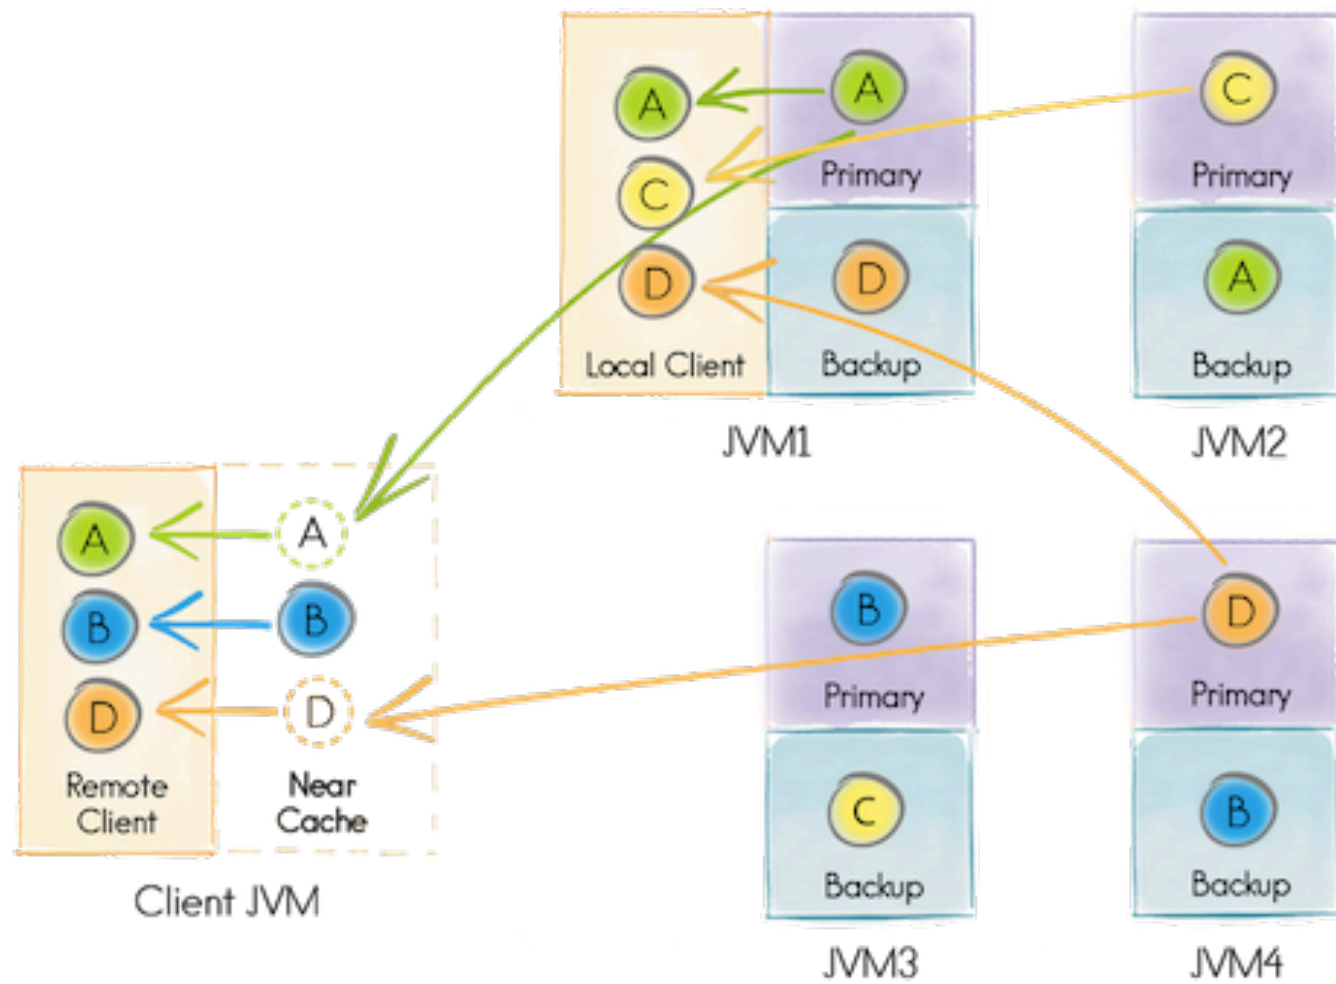 A
A
C
Primary
C
Primary
D
Local Client
D
Backup
A
Backup
JVM1
JVM2
A
A
B
B
D
D
Remote
Client
Near
Cache
Client JVM
B
Primary
D
Primary
C
Backup
B
Backup
JVM3
JVM4